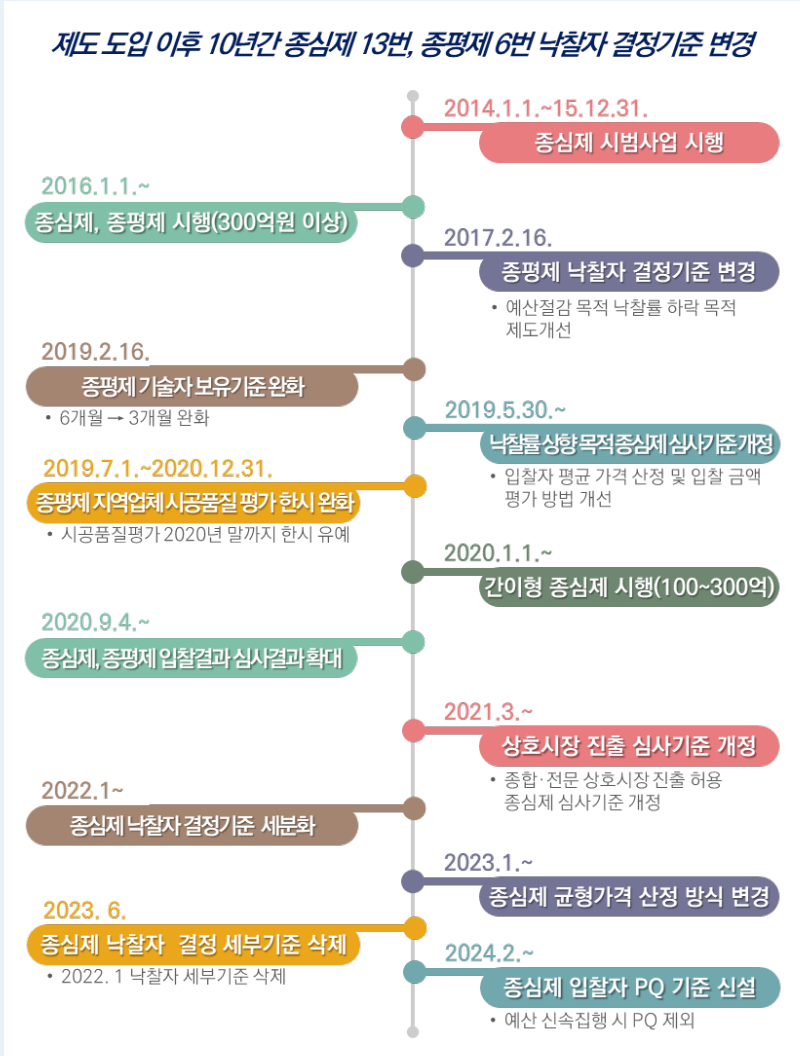 제도 도입 이후 10년간 종심제 13번, 종평제 6번 낙찰자 결정기준 변경
2014.1.1.~15.12.31.
종심제 시범사업 시행
2016.1.1.~
종심제, 종평제 시행(300억원 이상)
2017.2.16.
종평제 낙찰자 결정기준 변경
• 예산절감 목적 낙찰률 하락 목적
제도개선
2019.2.16.
종평제 기술자 보유기준 완화
• 6개월 → 3개월 완화
2019.5.30.~
낙찰률 상향 목적 종심제 심사기준 개정
• 입찰자 평균 가격 산정 및 입찰 금액
평가 방법 개선
2019.7.1.~2020.12.31.
종평제 지역업체 시공품질 평가 한시 완화
• 시공품질평가 2020년 말까지 한시 유예
2020.1.1.~
간이형 종심제 시행(100~300억)
2020.9.4.~
종심제, 종평제 입찰결과 심사결과 확대
2021.3.~
상호시장 진출 심사기준 개정
• 종합·전문 상호시장 진출 허용
종심제 심사기준 개정
2022.1~
종심제 낙찰자 결정기준 세분화
2023.1.~
종심제 균형가격 산정 방식 변경
2023. 6.
종심제 낙찰자 결정 세부기준 삭제
• 2022. 1 낙찰자 세부기준 삭제
2024.2.~
종심제 입찰자 PQ 기준 신설
• 예산 신속집행 시 PQ 제외